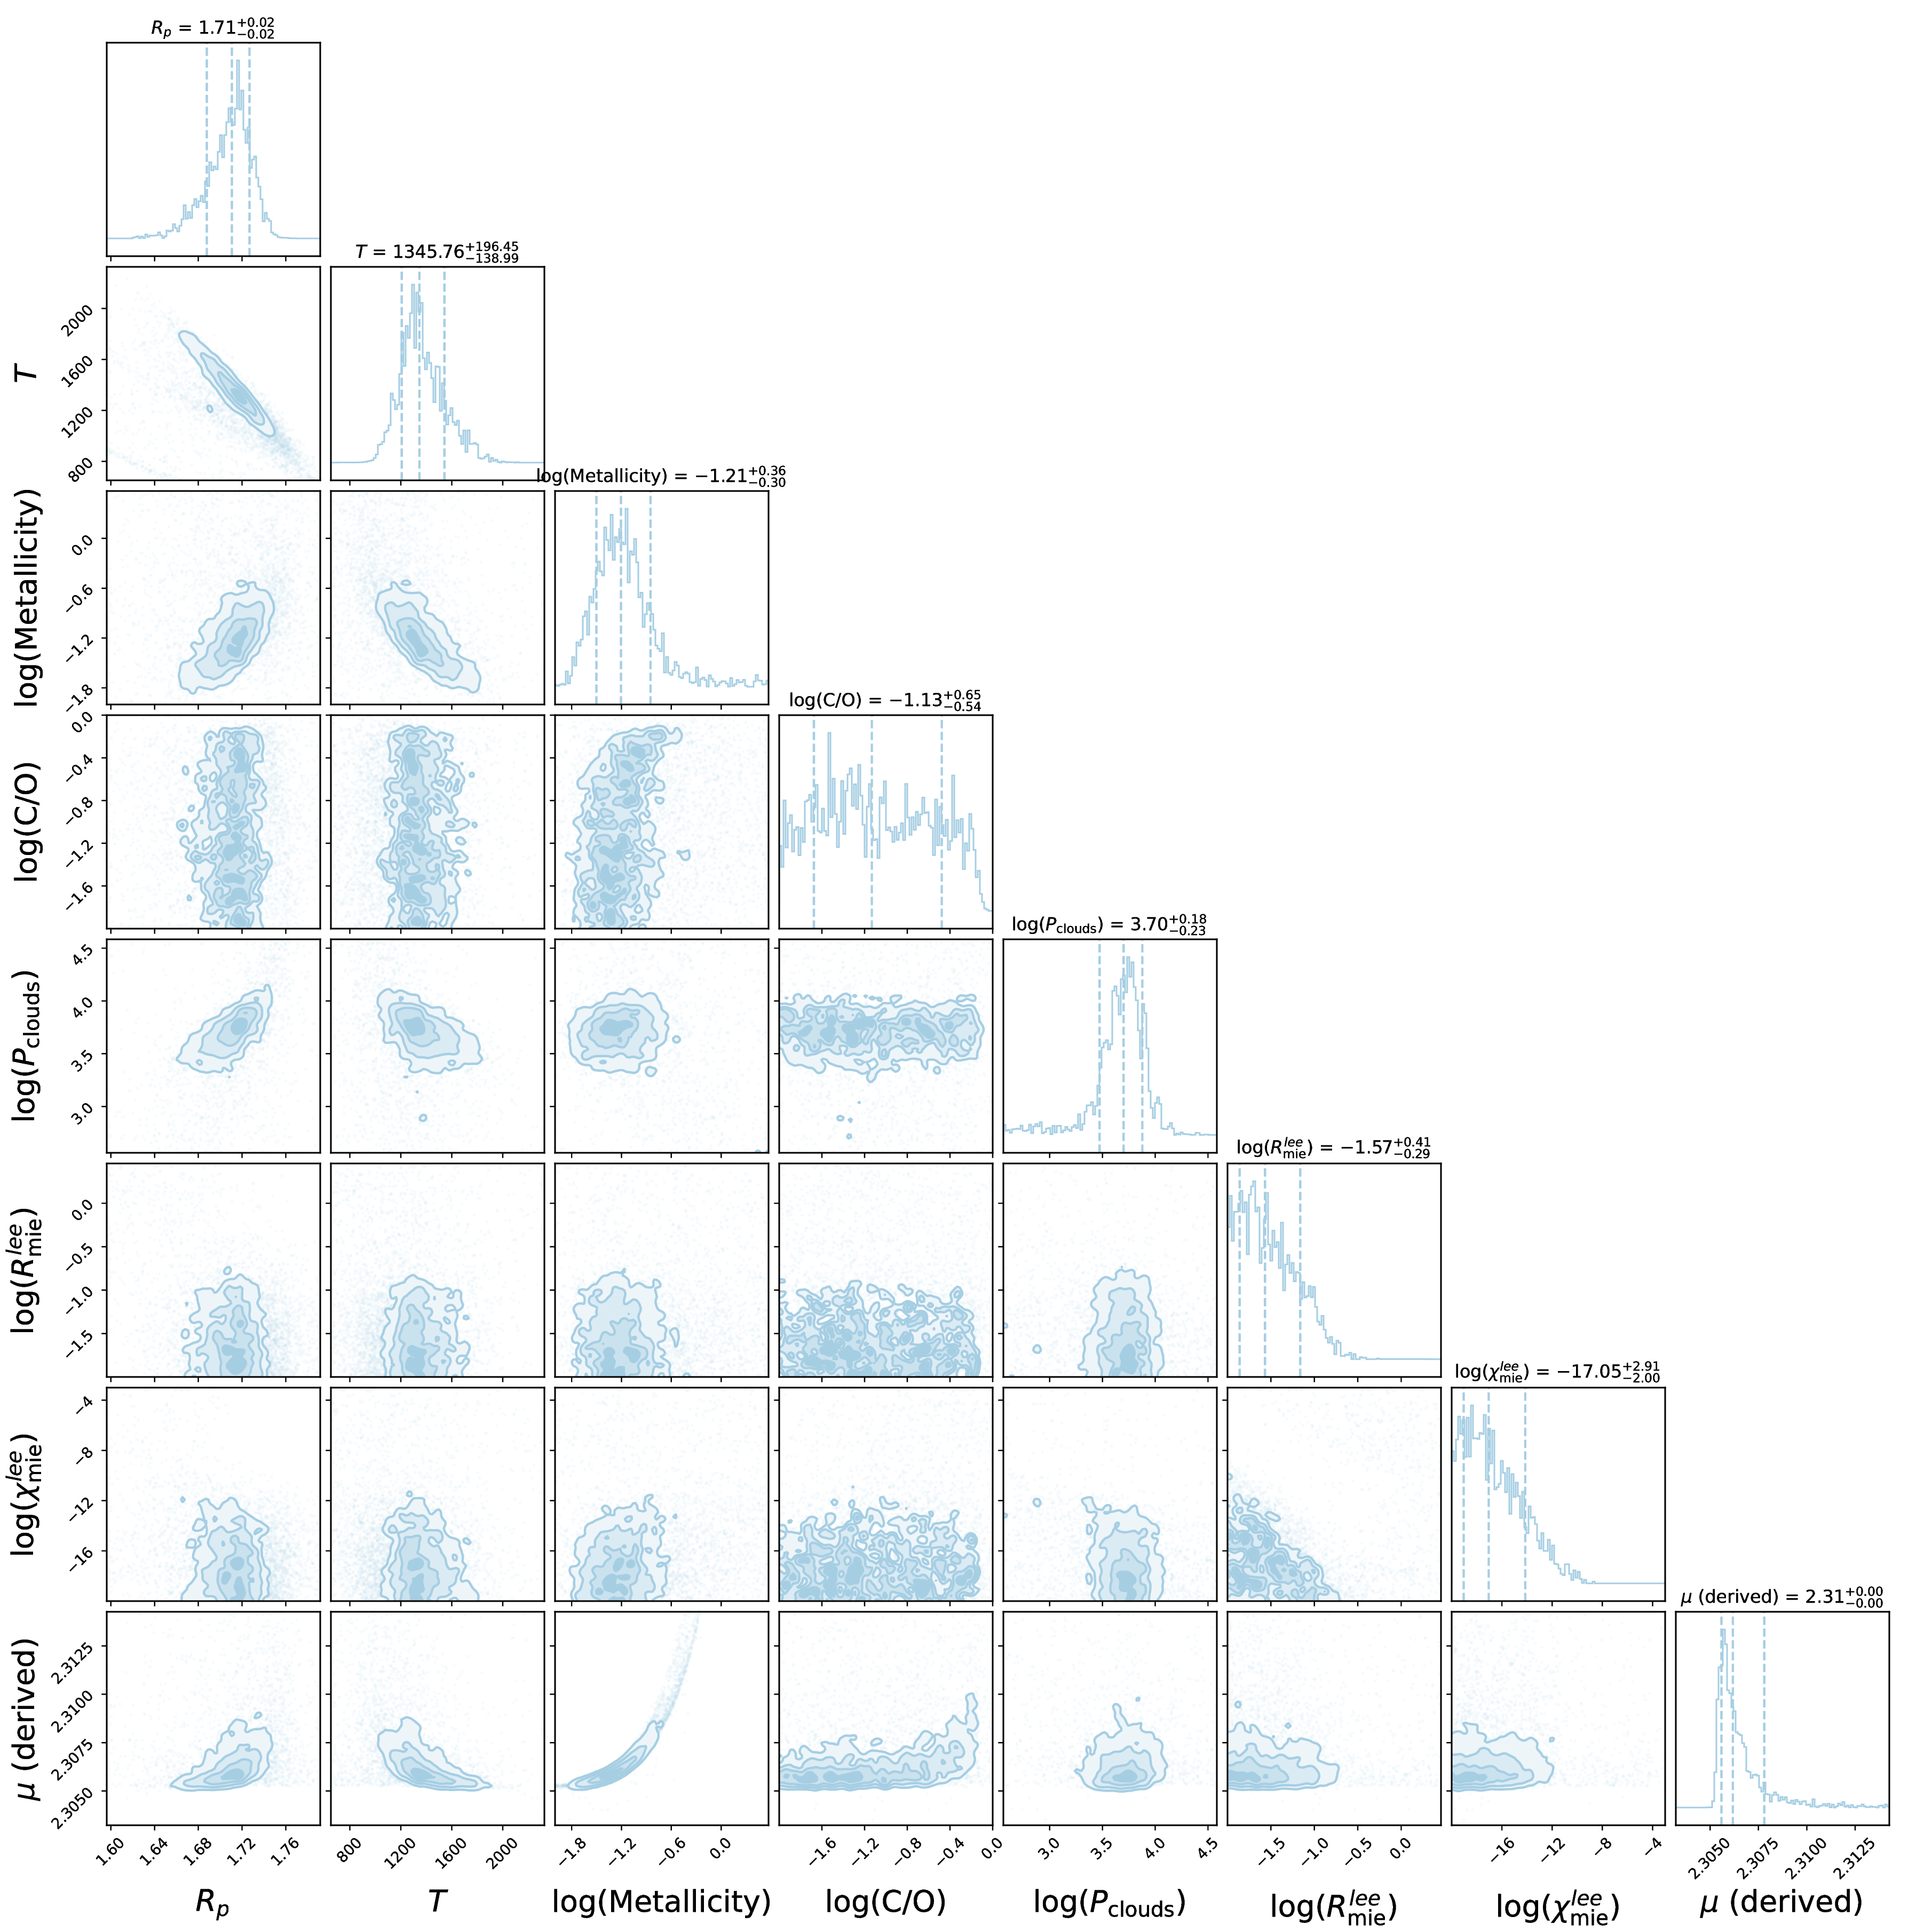 R_p = 1.71^{+0.02}_{−0.02}
T = 1345.76^{+196.45}_{−138.99}
2000
1600
1200
800
T
log(Metallicity) = −1.21^{+0.36}_{−0.30}
0.0
−0.6
−1.2
−1.8
log(Metallicity)
log(C/O) = −1.13^{+0.65}_{−0.54}
0.0
−0.4
−0.8
−1.2
−1.6
log(C/O)
log(P_clouds) = 3.70^{+0.18}_{−0.23}
4.5
4.0
3.5
3.0
log(P_clouds)
log(R^{lee}_{mie}) = −1.57^{+0.41}_{−0.29}
0.0
−0.5
−1.0
−1.5
log(R^{lee}_{mie})
log(χ^{lee}_{mie}) = −17.05^{+2.91}_{−2.00}
−4
−8
−12
−16
log(χ^{lee}_{mie})
μ (derived) = 2.31^{+0.00}_{−0.00}
2.3125
2.3100
2.3075
2.3050
μ (derived)
1.60 1.64 1.68 1.72 1.76
800 1200 1600 2000
−1.8 −1.2 −0.6 0.0
−1.6 −1.2 −0.8 −0.4 0.0
3.0 3.5 4.0 4.5
−1.5 −1.0 −0.5 0.0
−16 −12 −8 −4
2.3050 2.3075 2.3100 2.3125
R_p
T
log(Metallicity)
log(C/O)
log(P_clouds)
log(R^{lee}_{mie})
log(χ^{lee}_{mie})
μ (derived)